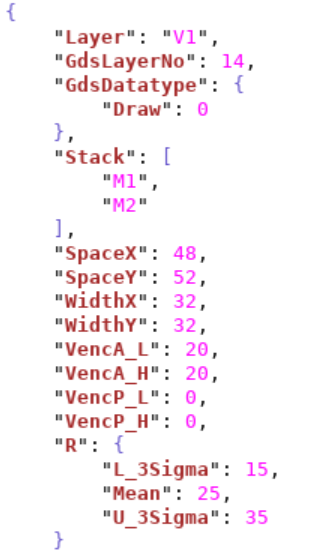 {
    "Layer": "V1",
    "GdsLayerNo": 14,
    "GdsDatatype": {
        "Draw": 0
    },
    "Stack": [
        "M1",
        "M2"
    ],
    "SpaceX": 48,
    "SpaceY": 52,
    "WidthX": 32,
    "WidthY": 32,
    "VencA_L": 20,
    "VencA_H": 20,
    "VencP_L": 0,
    "VencP_H": 0,
    "R": {
        "L_3Sigma": 15,
        "Mean": 25,
        "U_3Sigma": 35
    }